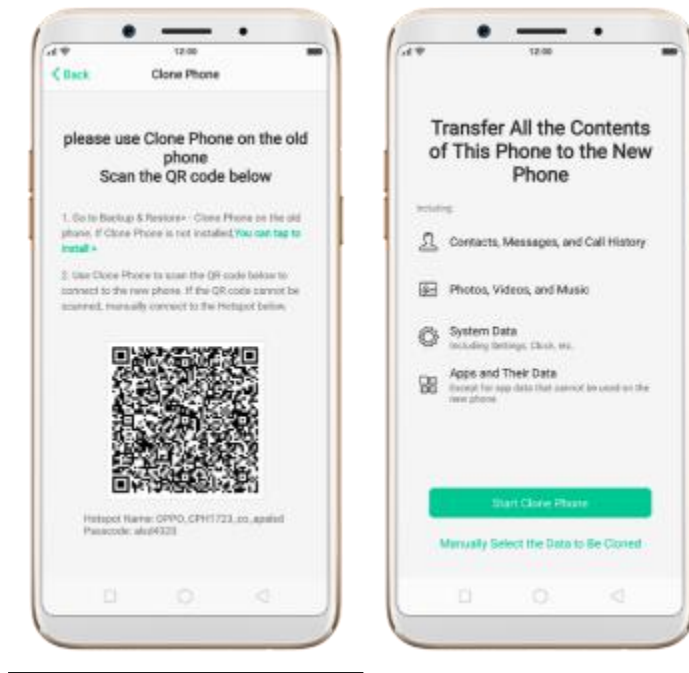 12:00
< Back
Clone Phone
please use Clone Phone on the old
phone
Scan the QR code below
1. Go to Backup & Restore> - Clone Phone on the old
phone. If Clone Phone is not installed,You can tap to
install >
2. Use Clone Phone to scan the QR code below to
connect to the new phone. If the QR code cannot be
scanned, manually connect to the Hotspot below.
Hotspot Name: OPPO_CPH1723_co_apaled
12:00
Transfer All the Contents
of This Phone to the New
Phone
Including:
Contacts, Messages, and Call History
Photos, Videos, and Music
System Data
Including Settings, Clock, etc.
Apps and Their Data
Except for app data that cannot be used on the
new phone
Start Clone Phone
Manually Select the Data to Be Cloned